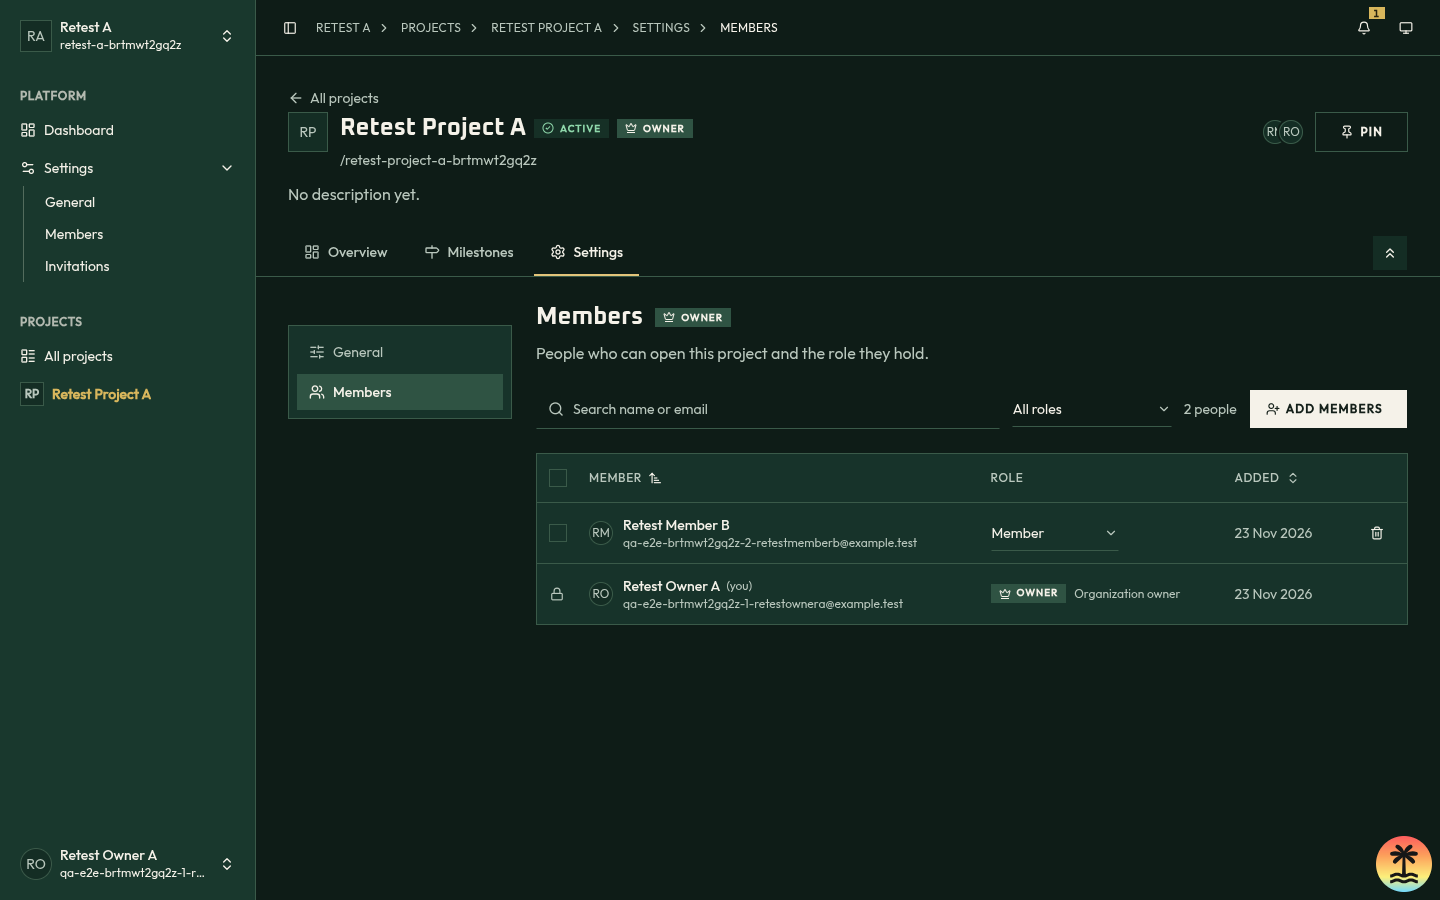 RA
Retest A
retest-a-brtmwt2gq2z
PLATFORM
Dashboard
Settings
General
Members
Invitations
PROJECTS
All projects
RP
Retest Project A
RO
Retest Owner A
qa-e2e-brtmwt2gq2z-1-r...
RETEST A > PROJECTS > RETEST PROJECT A > SETTINGS > MEMBERS
1
All projects
RP
Retest Project A
ACTIVE
OWNER
/retest-project-a-brtmwt2gq2z
RO
PIN
No description yet.
Overview
Milestones
Settings
General
Members
Members
OWNER
People who can open this project and the role they hold.
Search name or email
All roles
2 people
ADD MEMBERS
MEMBER
ROLE
ADDED
RM
Retest Member B
qa-e2e-brtmwt2gq2z-2-retestmemberb@example.test
Member
23 Nov 2026
RO
Retest Owner A (you)
qa-e2e-brtmwt2gq2z-1-retestownera@example.test
OWNER
Organization owner
23 Nov 2026